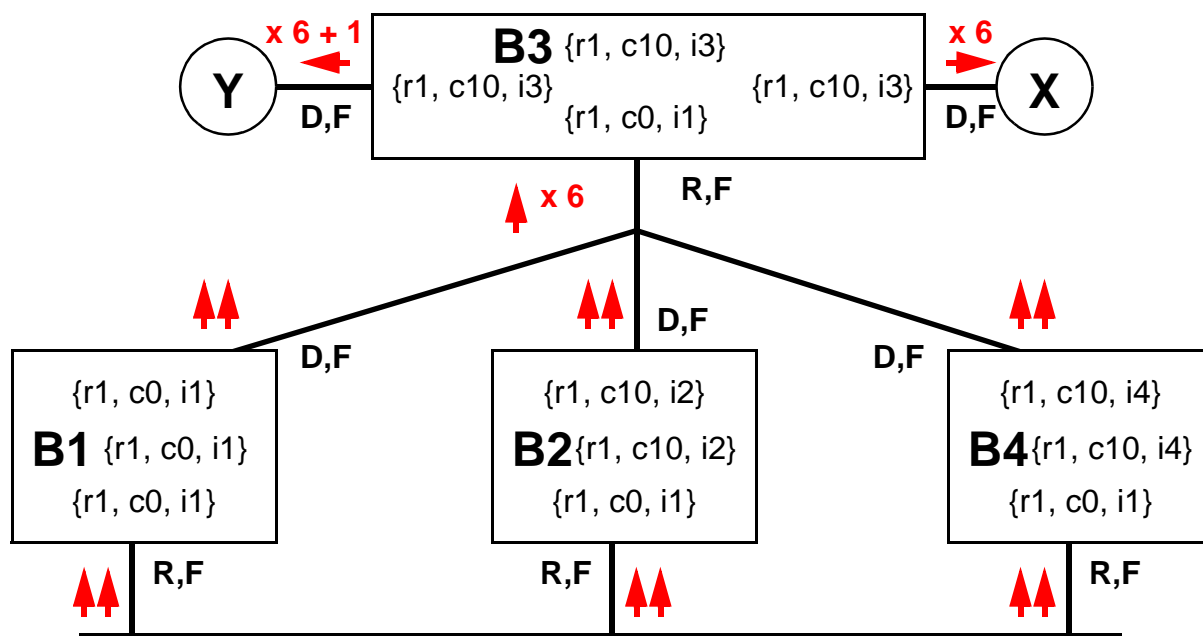 x 6 + 1
x 6
B3 {r1, c10, i3}
Y
{r1, c10, i3}
{r1, c10, i3}
X
D,F
{r1, c0, i1}
D,F
x 6
R,F
D,F
D,F
D,F
{r1, c0, i1}
B1 {r1, c0, i1}
{r1, c0, i1}
{r1, c10, i2}
B2 {r1, c10, i2}
{r1, c0, i1}
{r1, c10, i4}
B4 {r1, c10, i4}
{r1, c0, i1}
R,F
R,F
R,F